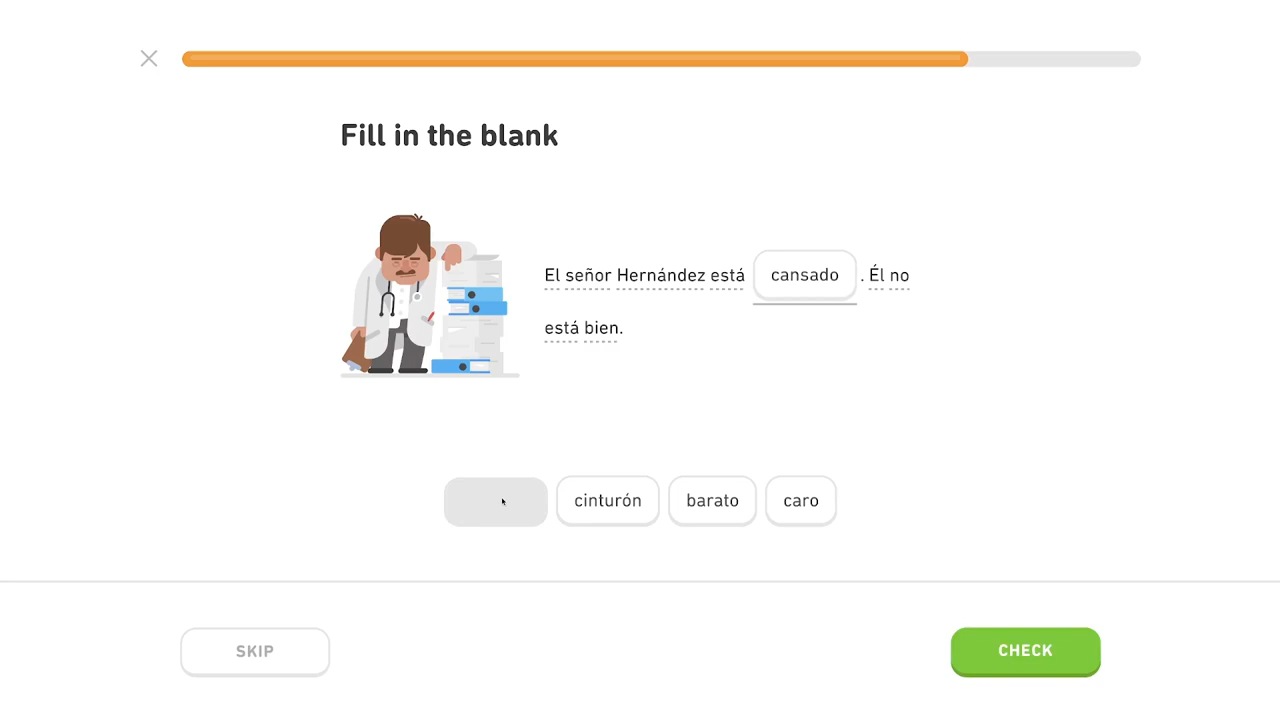 Fill in the blank
El señor Hernández está cansado . Él no
está bien.
cinturón barato caro
SKIP CHECK